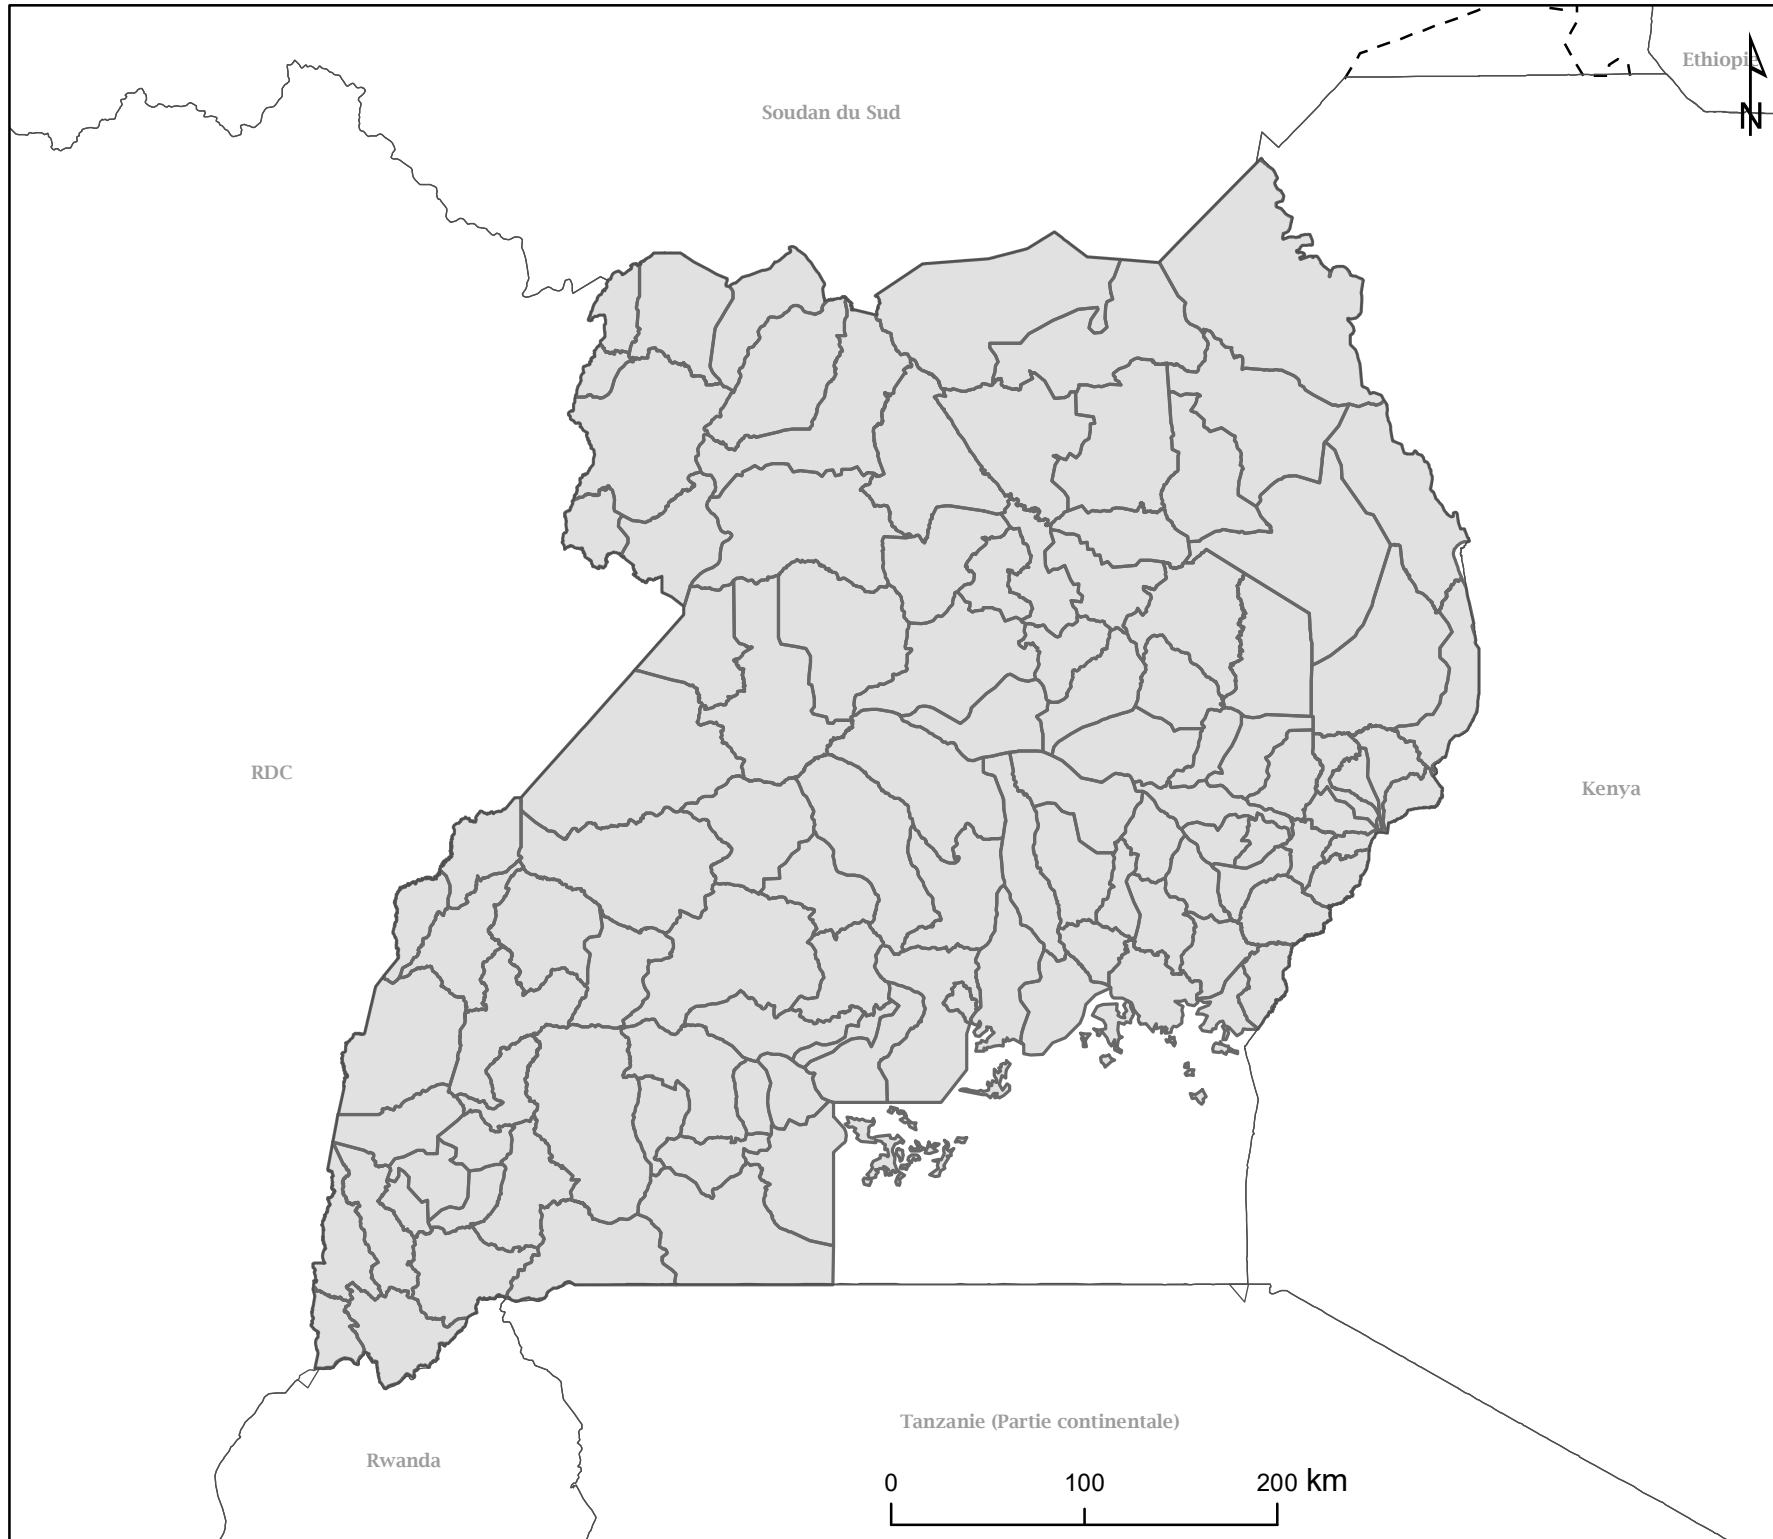 Ethiopie
N
Soudan du Sud
RDC
Kenya
Tanzanie (Partie continentale)
Rwanda
0 100 200 km